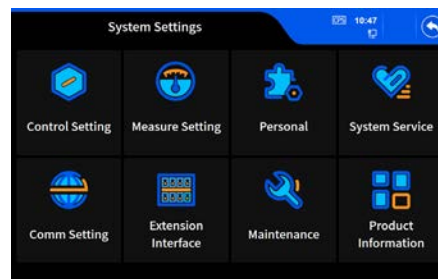 System Settings
10:47
Control Setting
Measure Setting
Personal
System Service
Comm Setting
Extension
Interface
Maintenance
Product
Information